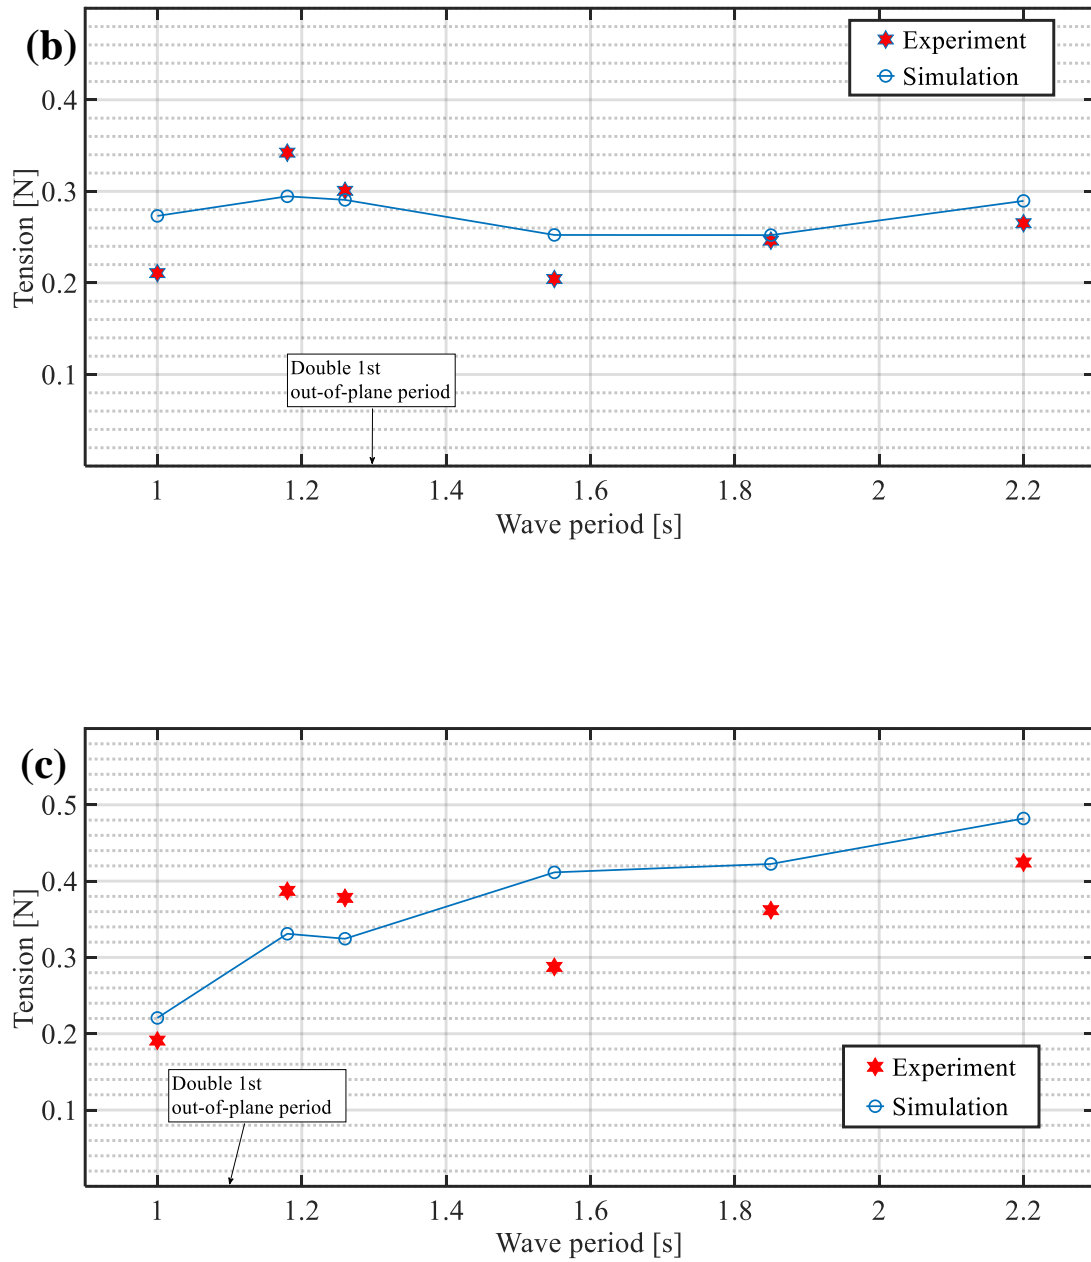 (b)
Experiment
Simulation
0.4
0.3
0.2
0.1
Tension [N]
Double 1st
out-of-plane period
1 1.2 1.4 1.6 1.8 2 2.2
Wave period [s]
(c)
0.5
0.4
0.3
0.2
0.1
Tension [N]
Double 1st
out-of-plane period
Experiment
Simulation
1 1.2 1.4 1.6 1.8 2 2.2
Wave period [s]